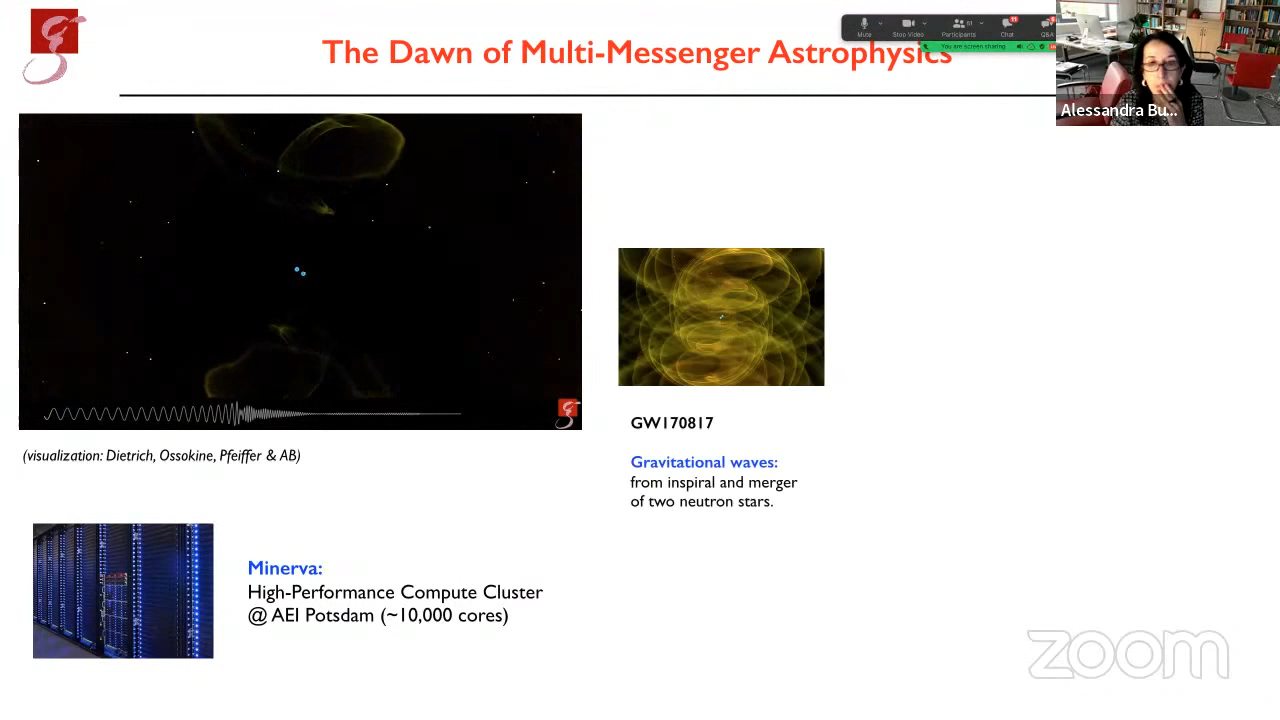 The Dawn of Multi-Messenger Astrophysics
Mute
Stop Video
51
Participants
Chat
Q&A
You are screen sharing
Alessandra Bu...
(visualization: Dietrich, Ossokine, Pfeiffer & AB)
GW170817
Gravitational waves:
from inspiral and merger
of two neutron stars.
Minerva:
High-Performance Compute Cluster
@ AEI Potsdam (~10,000 cores)
zoom